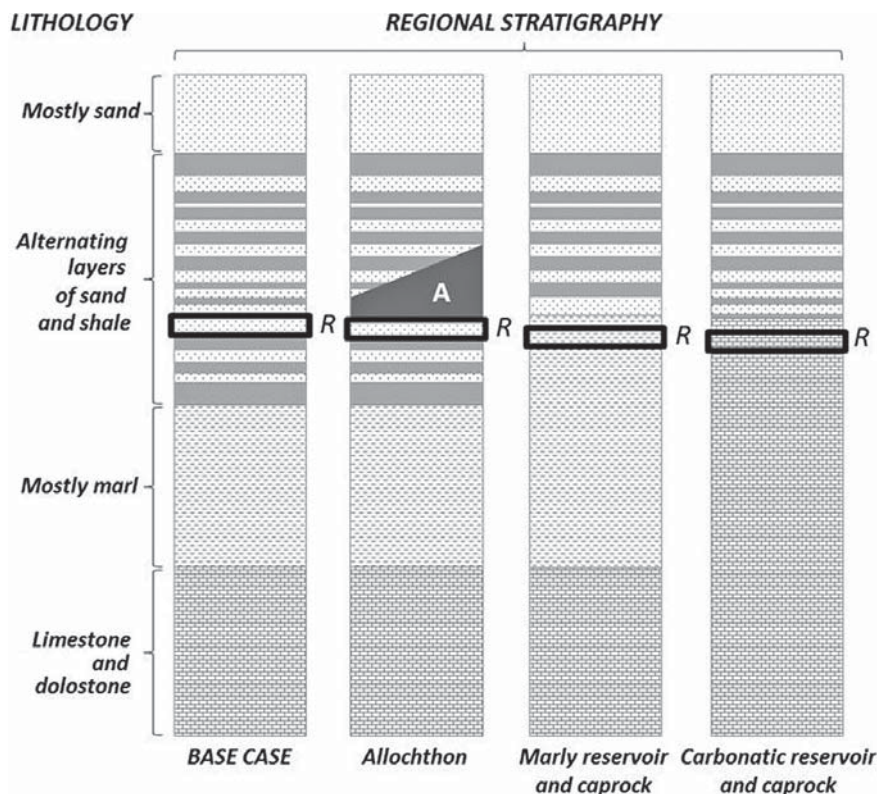 LITHOLOGY
REGIONAL STRATIGRAPHY
Mostly sand
Alternating
layers
of sand
and shale
A
R
R
R
R
Mostly marl
Limestone
and
dolostone
BASE CASE
Allochthon
Marly reservoir
and caprock
Carbonatic reservoir
and caprock